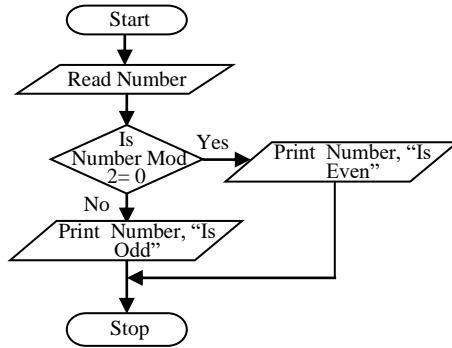 Start
Read Number
Is
Number Mod
2= 0
Yes
Print Number, “Is
Even”
No
Print Number, “Is
Odd”
Stop